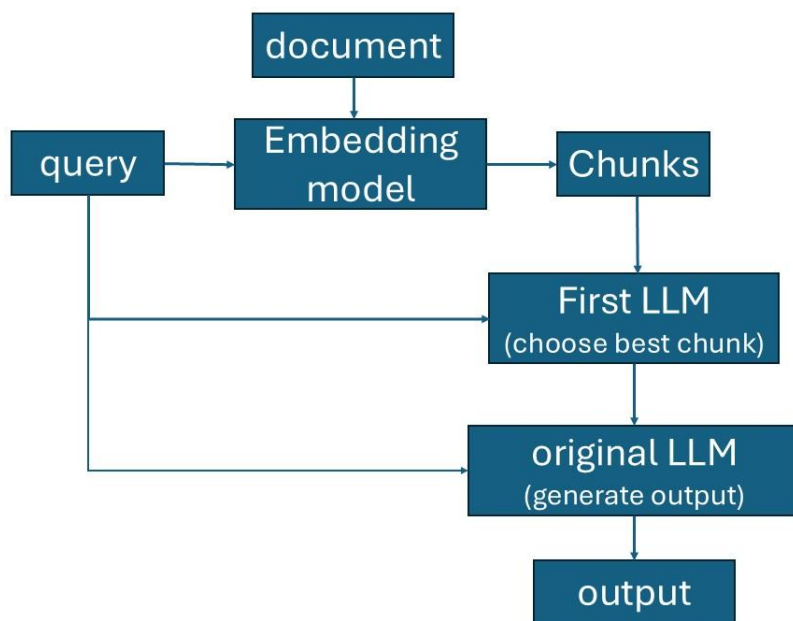 document
query
Embedding
model
Chunks
First LLM
(choose best chunk)
original LLM
(generate output)
output